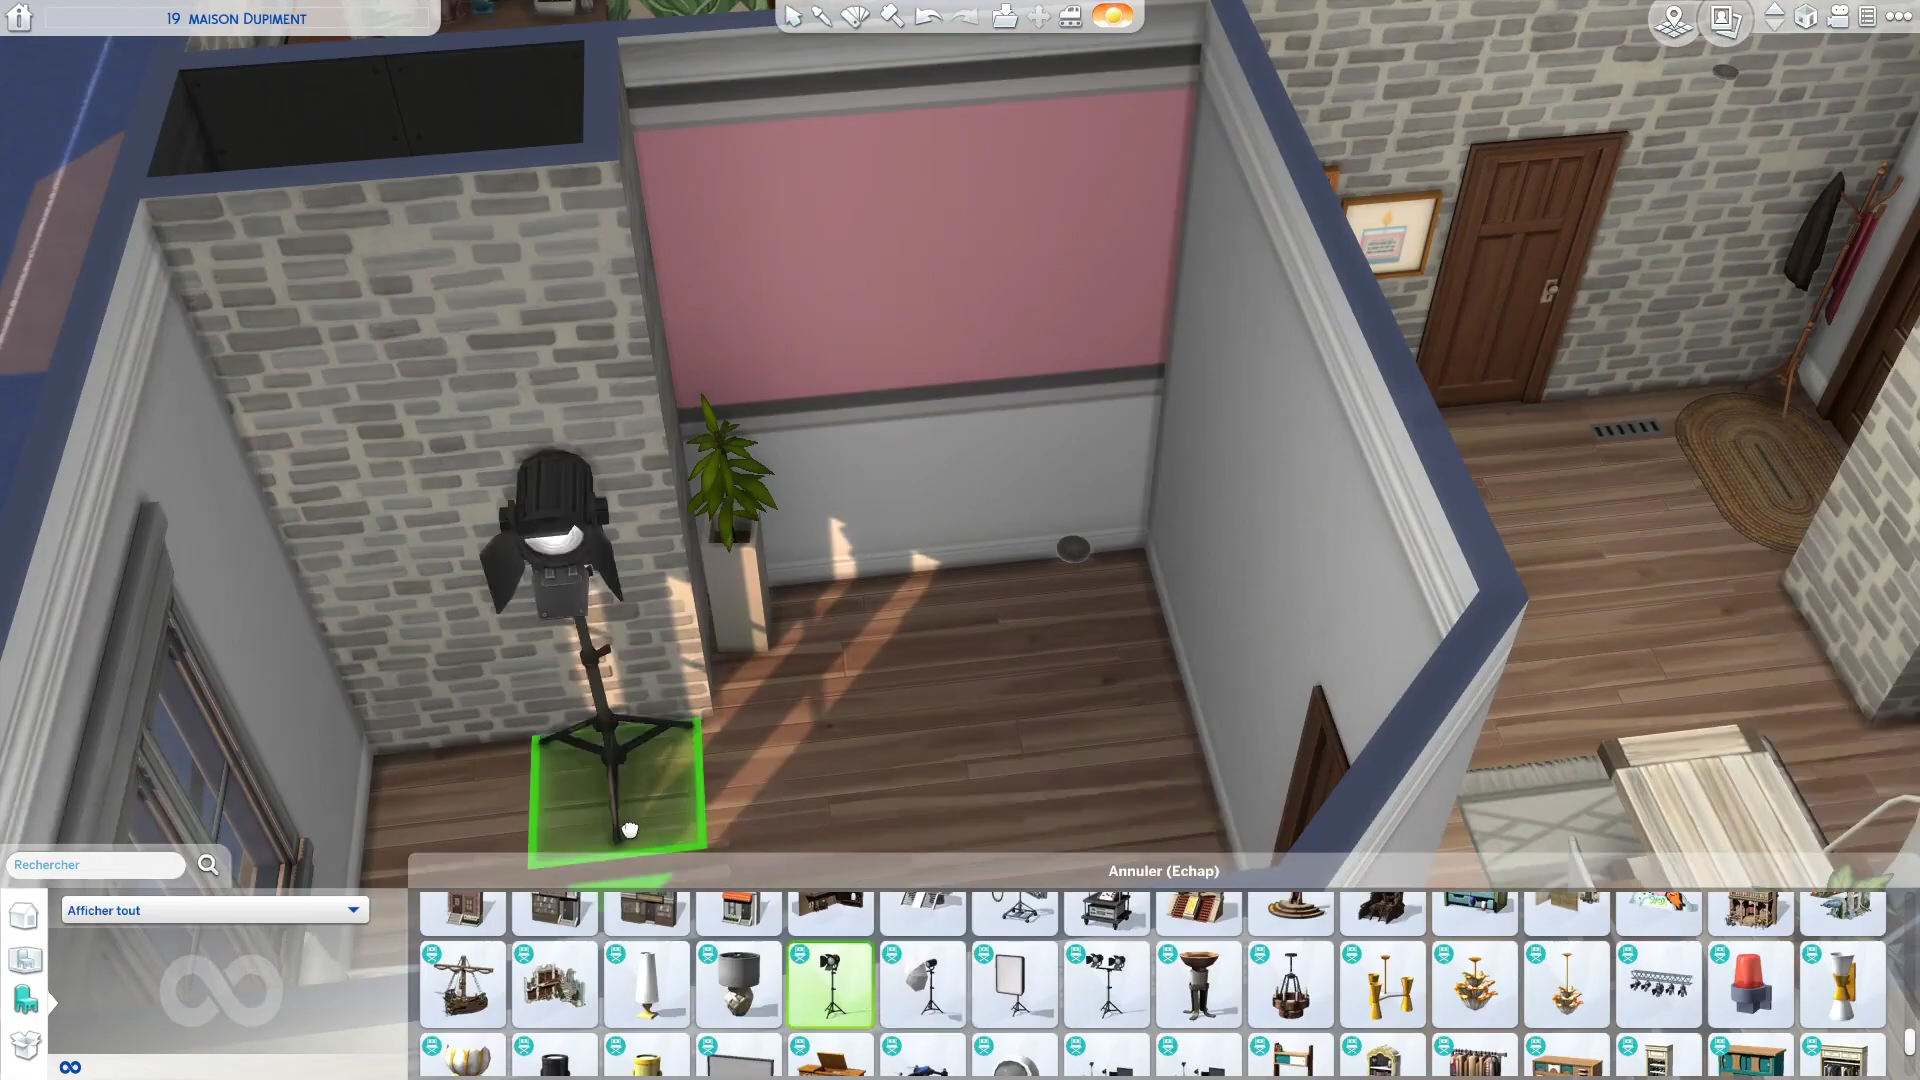 19 MAISON DUPIMENT
Rechercher
Annuler (Echap)
Afficher tout